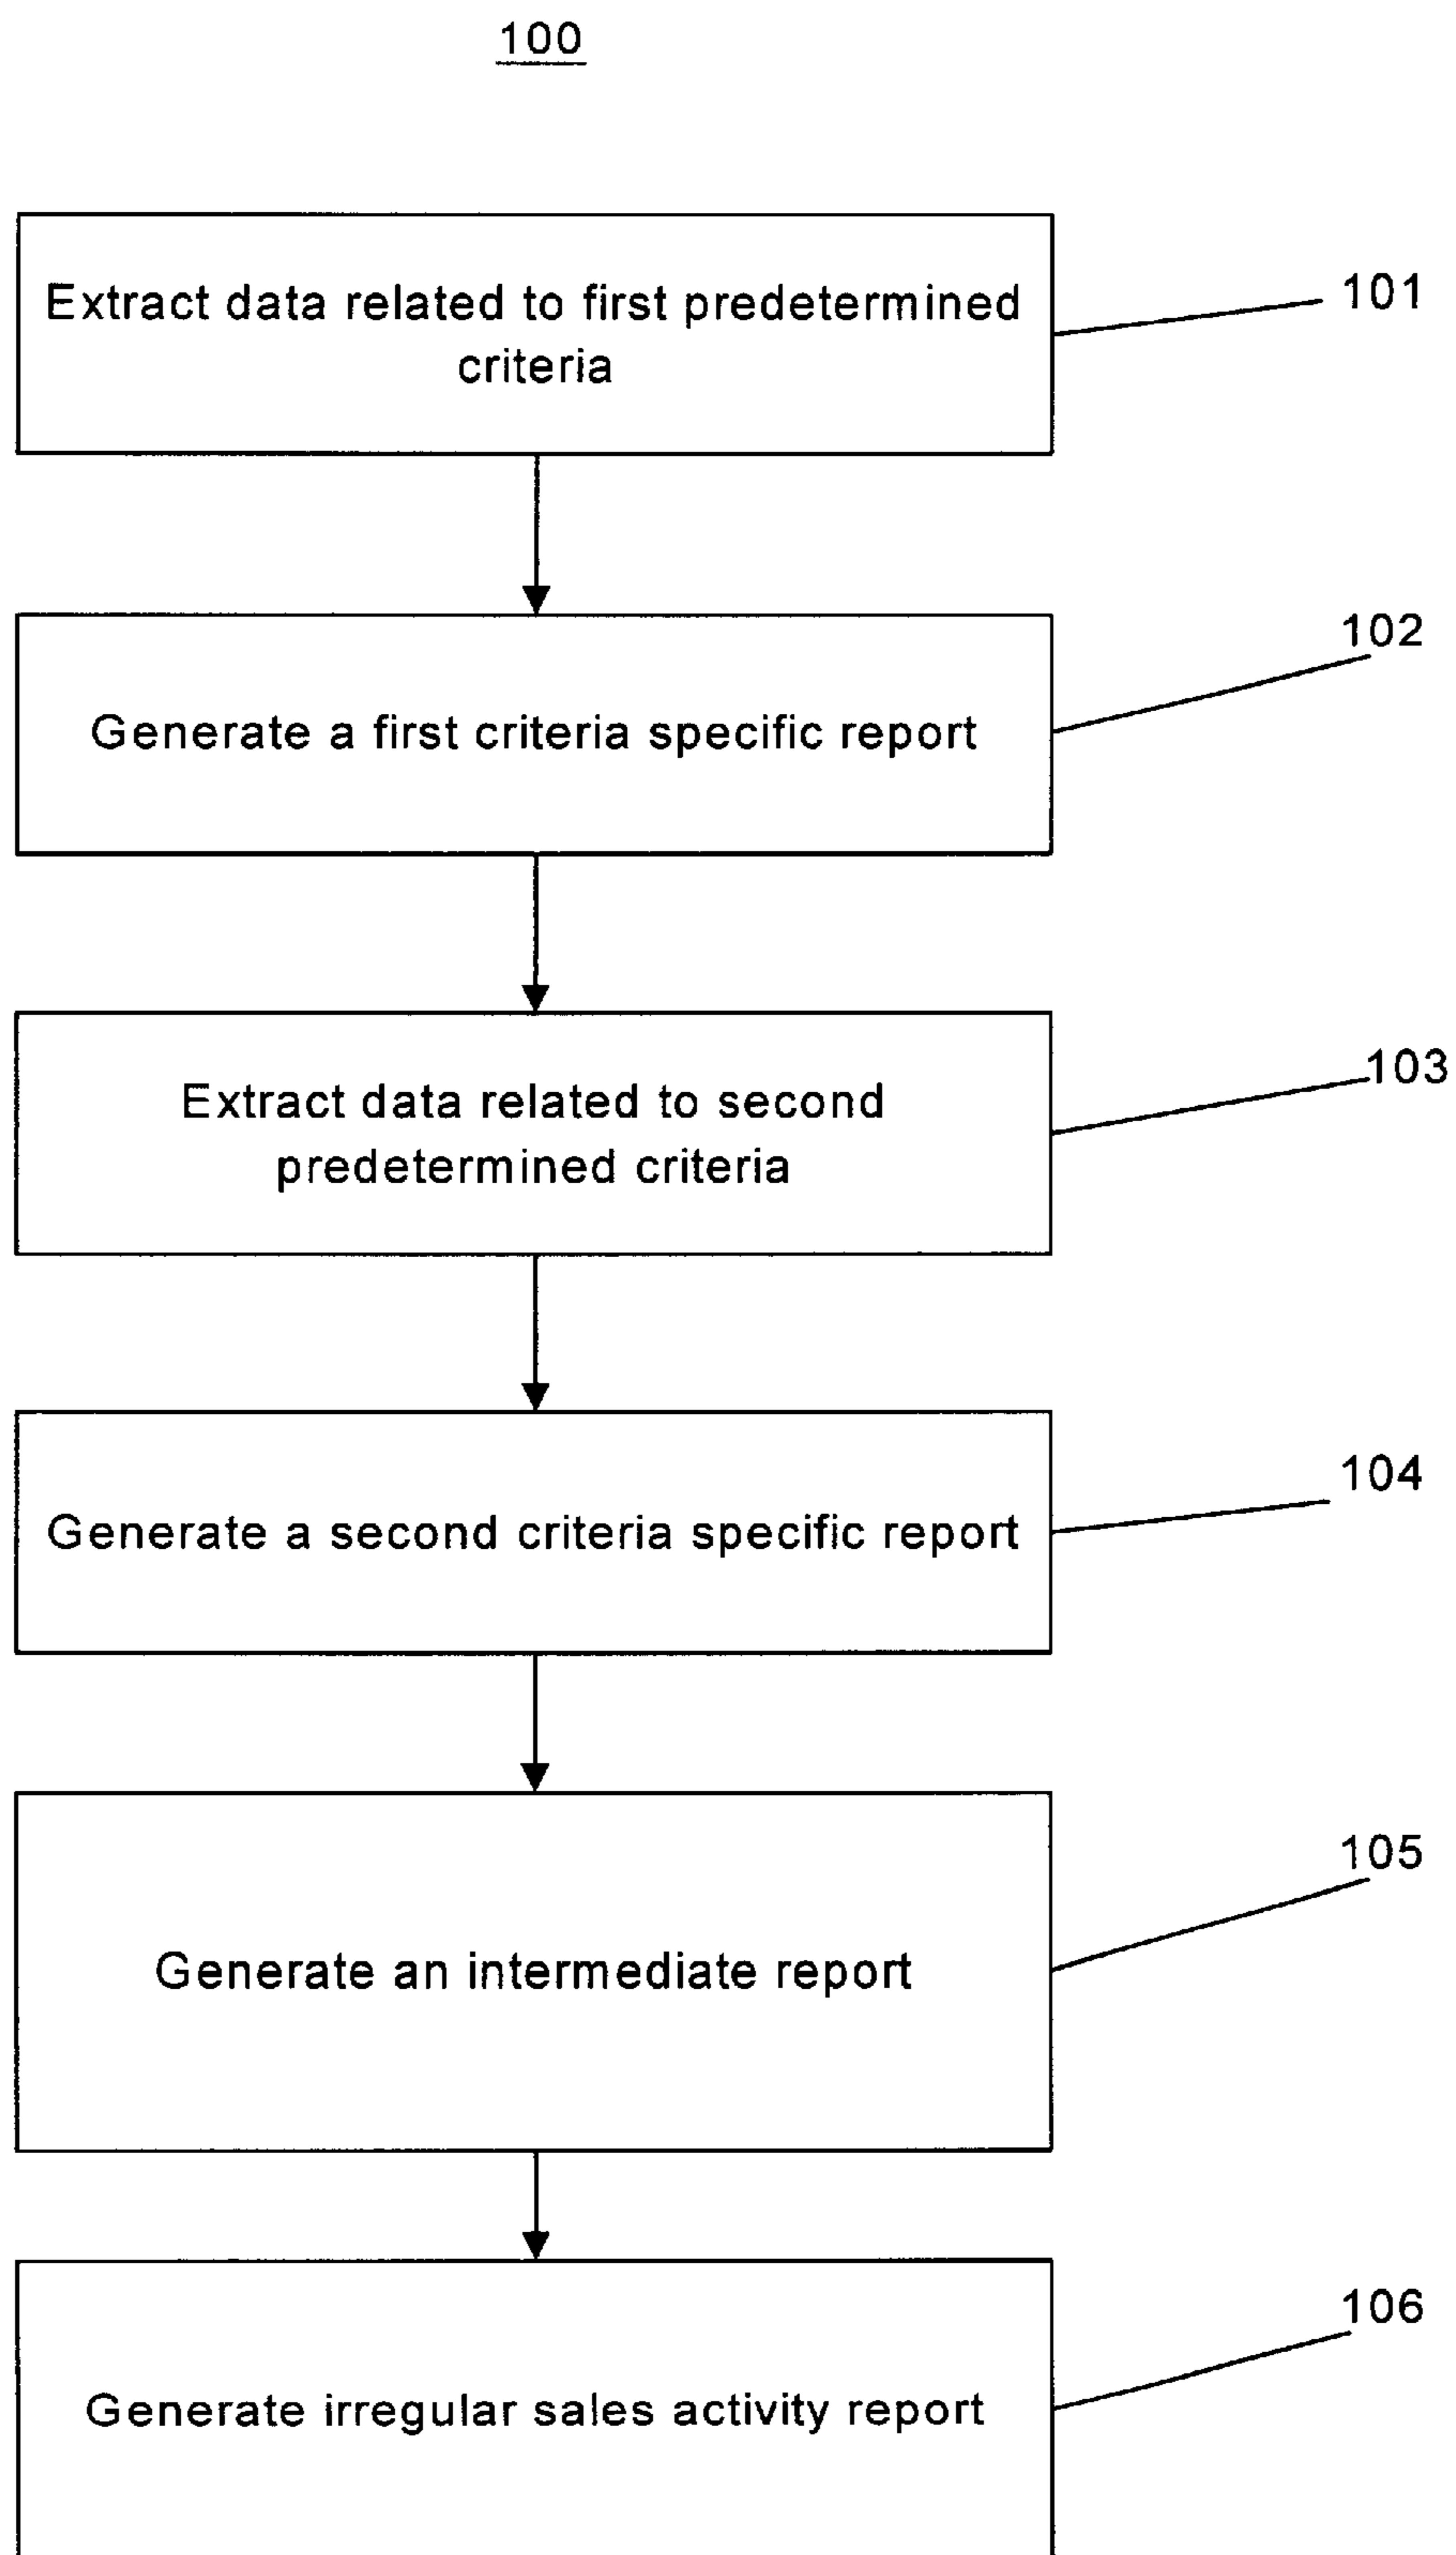 100
Extract data related to first predetermined
criteria
101
Generate a first criteria specific report
102
Extract data related to second
predetermined criteria
103
Generate a second criteria specific report
104
Generate an intermediate report
105
Generate irregular sales activity report
106